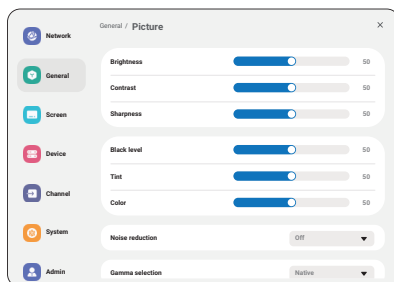 General / Picture ×
Network
General
Screen
Device
Channel
System
Admin
Brightness 50
Contrast 50
Sharpness 50
Black level 50
Tint 50
Color 50
Noise reduction Off
Gamma selection Native